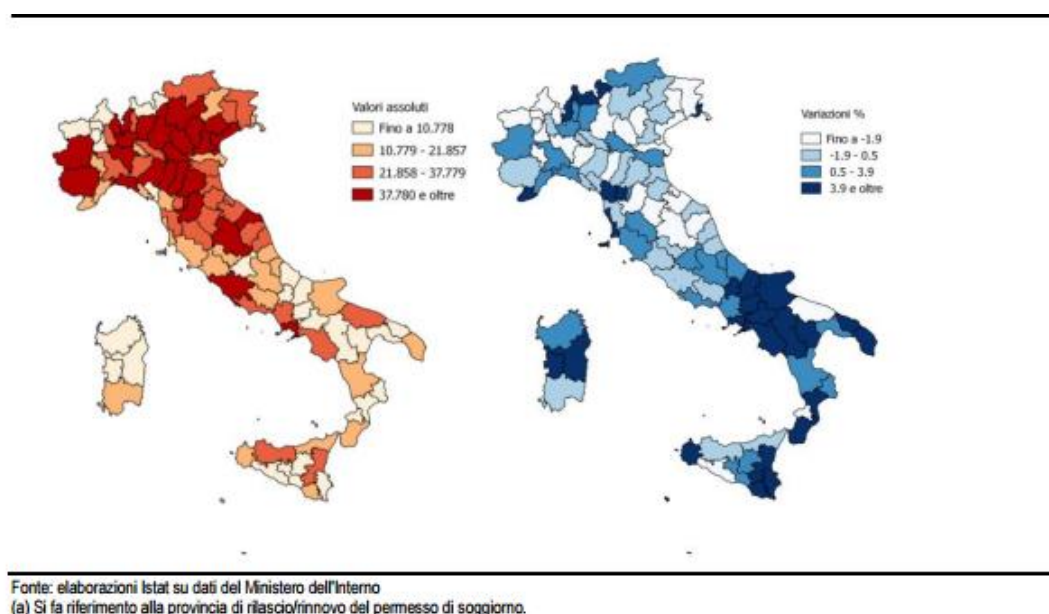 Valori assoluti
Fino a 10.778
10.779 - 21.857
21.858 - 37.779
37.780 e oltre
Variazioni %
Fino a -1.9
-1.9 - 0.5
0.5 - 3.9
3.9 e oltre
Fonte: elaborazioni Istat su dati del Ministero dell'Interno
(a) Si fa riferimento alla provincia di rilascio/rinnovo del permesso di soggiorno.